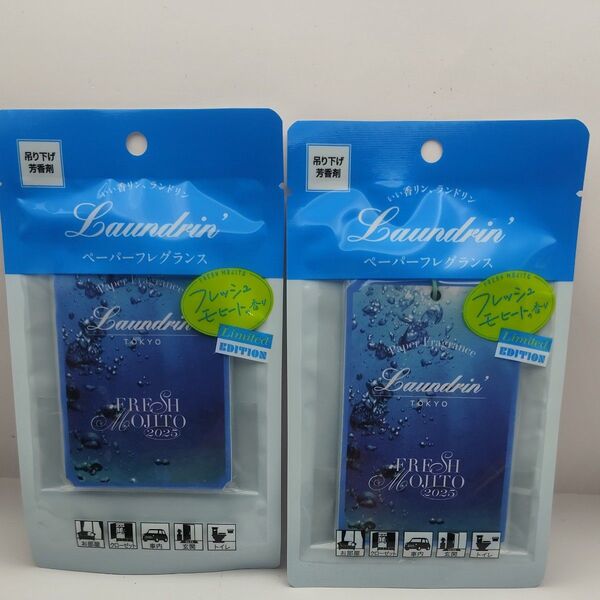 吊り下げ
芳香剤
いい香リン、ランドリン
Laundrin'
ペーパーフレグランス
FRESH MOJITO
フレッシュ
モヒートの香り
Limited
EDITION
Paper Fragrance
Laundrin'
TOKYO
FRESH
MOJITO
2025
お部屋
クローゼット
車内
玄関
トイレ
吊り下げ
芳香剤
いい香リン、ランドリン
Laundrin'
ペーパーフレグランス
FRESH MOJITO
フレッシュ
モヒートの香り
Limited
EDITION
Paper Fragrance
Laundrin'
TOKYO
FRESH
MOJITO
2025
お部屋
クローゼット
車内
玄関
トイレ